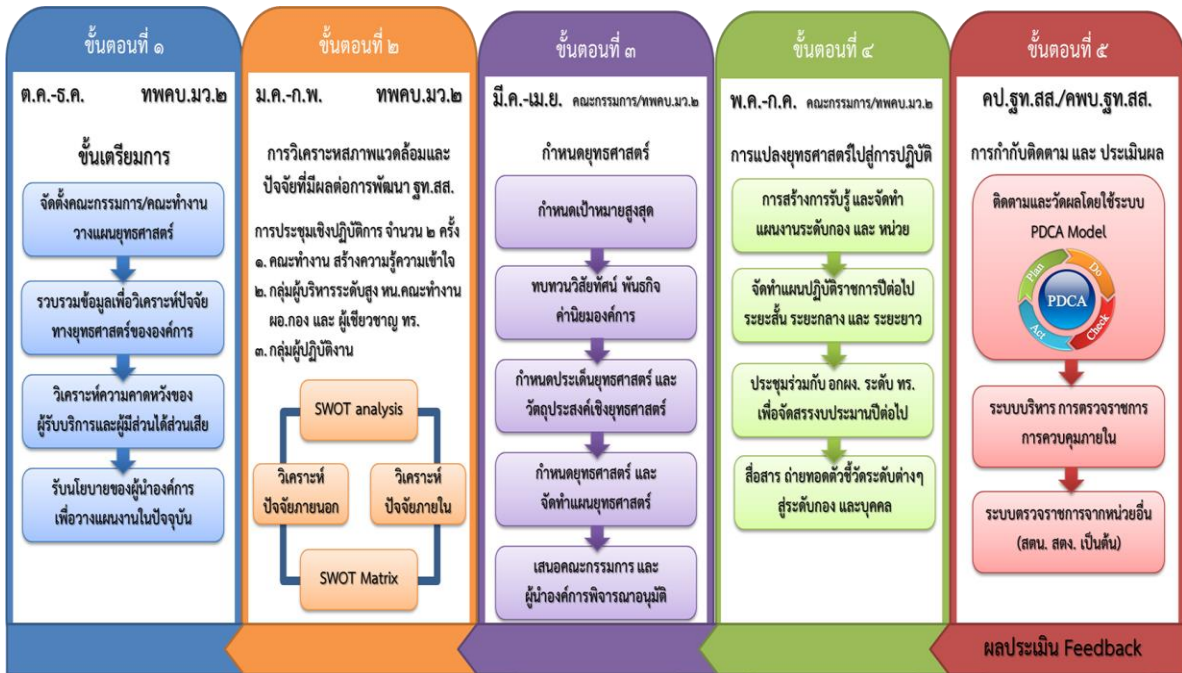 ขั้นตอนที่ ๑
ต.ค.-ธ.ค. ทพคบ.มว.๒
ขั้นเตรียมการ
จัดตั้งคณะกรรมการ/คณะทำงาน
วางแผนยุทธศาสตร์
รวบรวมข้อมูลเพื่อวิเคราะห์ปัจจัย
ทางยุทธศาสตร์ขององค์การ
วิเคราะห์ความคาดหวังของ
ผู้รับบริการและผู้มีส่วนได้ส่วนเสีย
รับนโยบายของผู้นำองค์การ
เพื่อวางแผนงานในปัจจุบัน
ขั้นตอนที่ ๒
ม.ค.-ก.พ. ทพคบ.มว.๒
การวิเคราะห์สภาพแวดล้อมและ
ปัจจัยที่มีผลต่อการพัฒนา ฐท.สส.
การประชุมเชิงปฏิบัติการ จำนวน ๒ ครั้ง
๑. คณะทำงาน สร้างความรู้ความเข้าใจ
๒. กลุ่มผู้บริหารระดับสูง หน.คณะทำงาน
ผอ.กอง และ ผู้เชี่ยวชาญ ทร.
๓. กลุ่มผู้ปฏิบัติงาน
SWOT analysis
วิเคราะห์
ปัจจัยภายนอก
วิเคราะห์
ปัจจัยภายใน
SWOT Matrix
ขั้นตอนที่ ๓
มี.ค.-เม.ย. คณะกรรมการ/ทพคบ.มว.๒
กำหนดยุทธศาสตร์
กำหนดเป้าหมายสูงสุด
ทบทวนวิสัยทัศน์ พันธกิจ
ค่านิยมองค์การ
กำหนดประเด็นยุทธศาสตร์ และ
วัตถุประสงค์เชิงยุทธศาสตร์
กำหนดยุทธศาสตร์ และ
จัดทำแผนยุทธศาสตร์
เสนอคณะกรรมการ และ
ผู้นำองค์การพิจารณาอนุมัติ
ขั้นตอนที่ ๔
พ.ค.-ก.ค. คณะกรรมการ/ทพคบ.มว.๒
การแปลงยุทธศาสตร์ไปสู่การปฏิบัติ
การสร้างการรับรู้ และจัดทำ
แผนงานระดับกอง และ หน่วย
จัดทำแผนปฏิบัติราชการปีต่อไป
ระยะสั้น ระยะกลาง และ ระยะยาว
ประชุมร่วมกับ อกผง. ระดับ ทร.
เพื่อจัดสรรงบประมานปีต่อไป
สื่อสาร ถ่ายทอดตัวชี้วัดระดับต่างๆ
สู่ระดับกอง และบุคคล
ขั้นตอนที่ ๕
คป.ฐท.สส./คพบ.ฐท.สส.
การกำกับติดตาม และ ประเมินผล
ติดตามและวัดผลโดยใช้ระบบ
PDCA Model
Plan
Do
PDCA
Act
Check
ระบบบริหาร การตรวจราชการ
การควบคุมภายใน
ระบบตรวจราชการจากหน่วยอื่น
(สตน. สตง. เป็นต้น)
ผลประเมิน Feedback